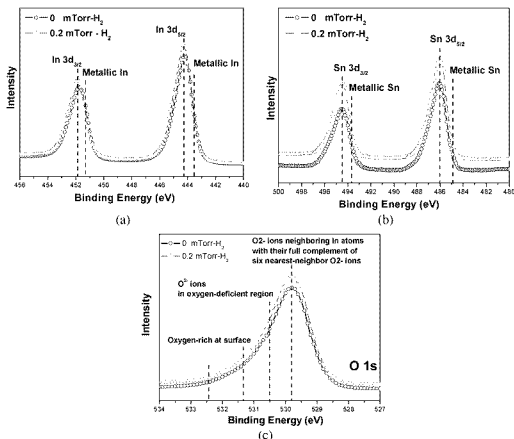 0 mTorr-H2
0.2 mTorr - H2
In 3d5/2
In 3d3/2
Metallic In
Metallic In
Intensity
456 454 452 450 448 446 444 442 440
Binding Energy (eV)
(a)
0 mTorr-H2
0.2 mTorr-H2
Sn 3d5/2
Sn 3d3/2
Metallic Sn
Metallic Sn
Intensity
500 498 496 494 492 490 488 486 484 482 480
Binding Energy (eV)
(b)
0 mTorr-H2
0.2 mTorr-H2
O2- ions neighboring In atoms
with their full complement of
six nearest-neighbor O2- ions
O2- ions
in oxygen-deficient region
Oxygen-rich at surface
O 1s
Intensity
534 533 532 531 530 529 528 527
Binding Energy (eV)
(c)